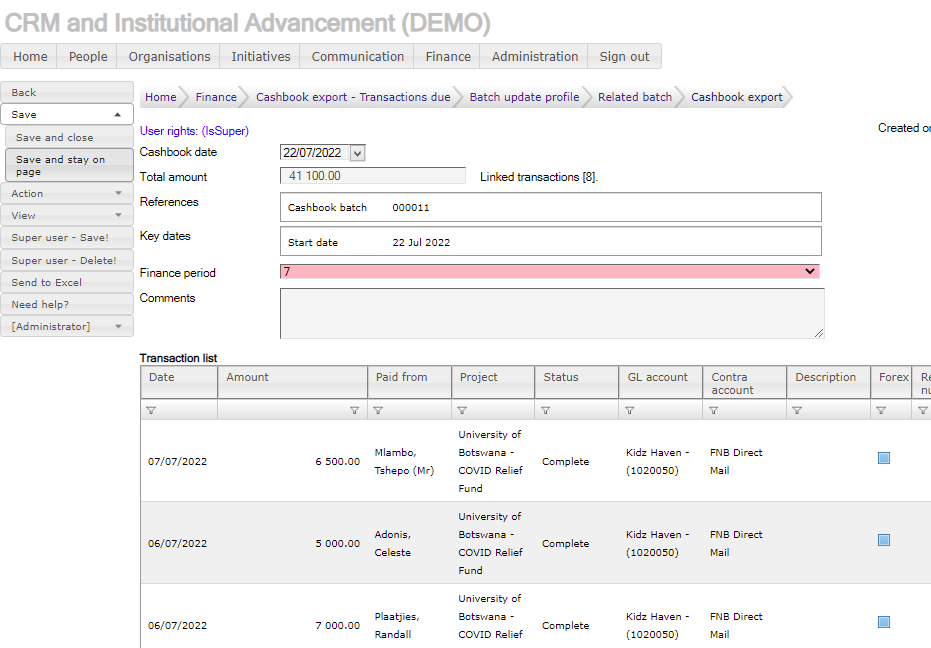 CRM and Institutional Advancement (DEMO)
Home People Organisations Initiatives Communication Finance Administration Sign out
Back
Save
Save and close
Save and stay on
page
Action
View
Super user - Save!
Super user - Delete!
Send to Excel
Need help?
[Administrator]
Home Finance Cashbook export - Transactions due Batch update profile Related batch Cashbook export
User rights: (IsSuper)
Created on
Cashbook date 22/07/2022
Total amount 41 100.00 Linked transactions [8].
References Cashbook batch 000011
Key dates Start date 22 Jul 2022
Finance period 7
Comments
Transaction list
Date Amount Paid from Project Status GL account Contra account Description Forex
07/07/2022 6 500.00 Mlambo, Tshepo (Mr) University of Botswana - COVID Relief Fund Complete Kidz Haven - (1020050) FNB Direct Mail
06/07/2022 5 000.00 Adonis, Celeste University of Botswana - COVID Relief Fund Complete Kidz Haven - (1020050) FNB Direct Mail
06/07/2022 7 000.00 Plaatjies, Randall University of Botswana - COVID Relief Complete Kidz Haven - (1020050) FNB Direct Mail